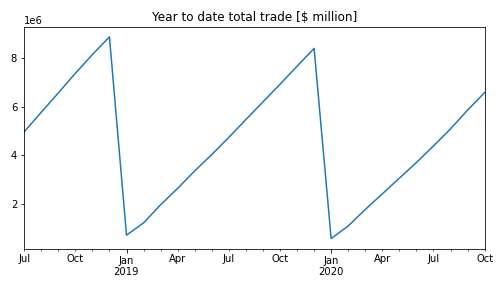 Year to date total trade [$ million]
1e6
8
6
4
2
Jul
Oct
Jan
2019
Apr
Jul
Oct
Jan
2020
Apr
Jul
Oct